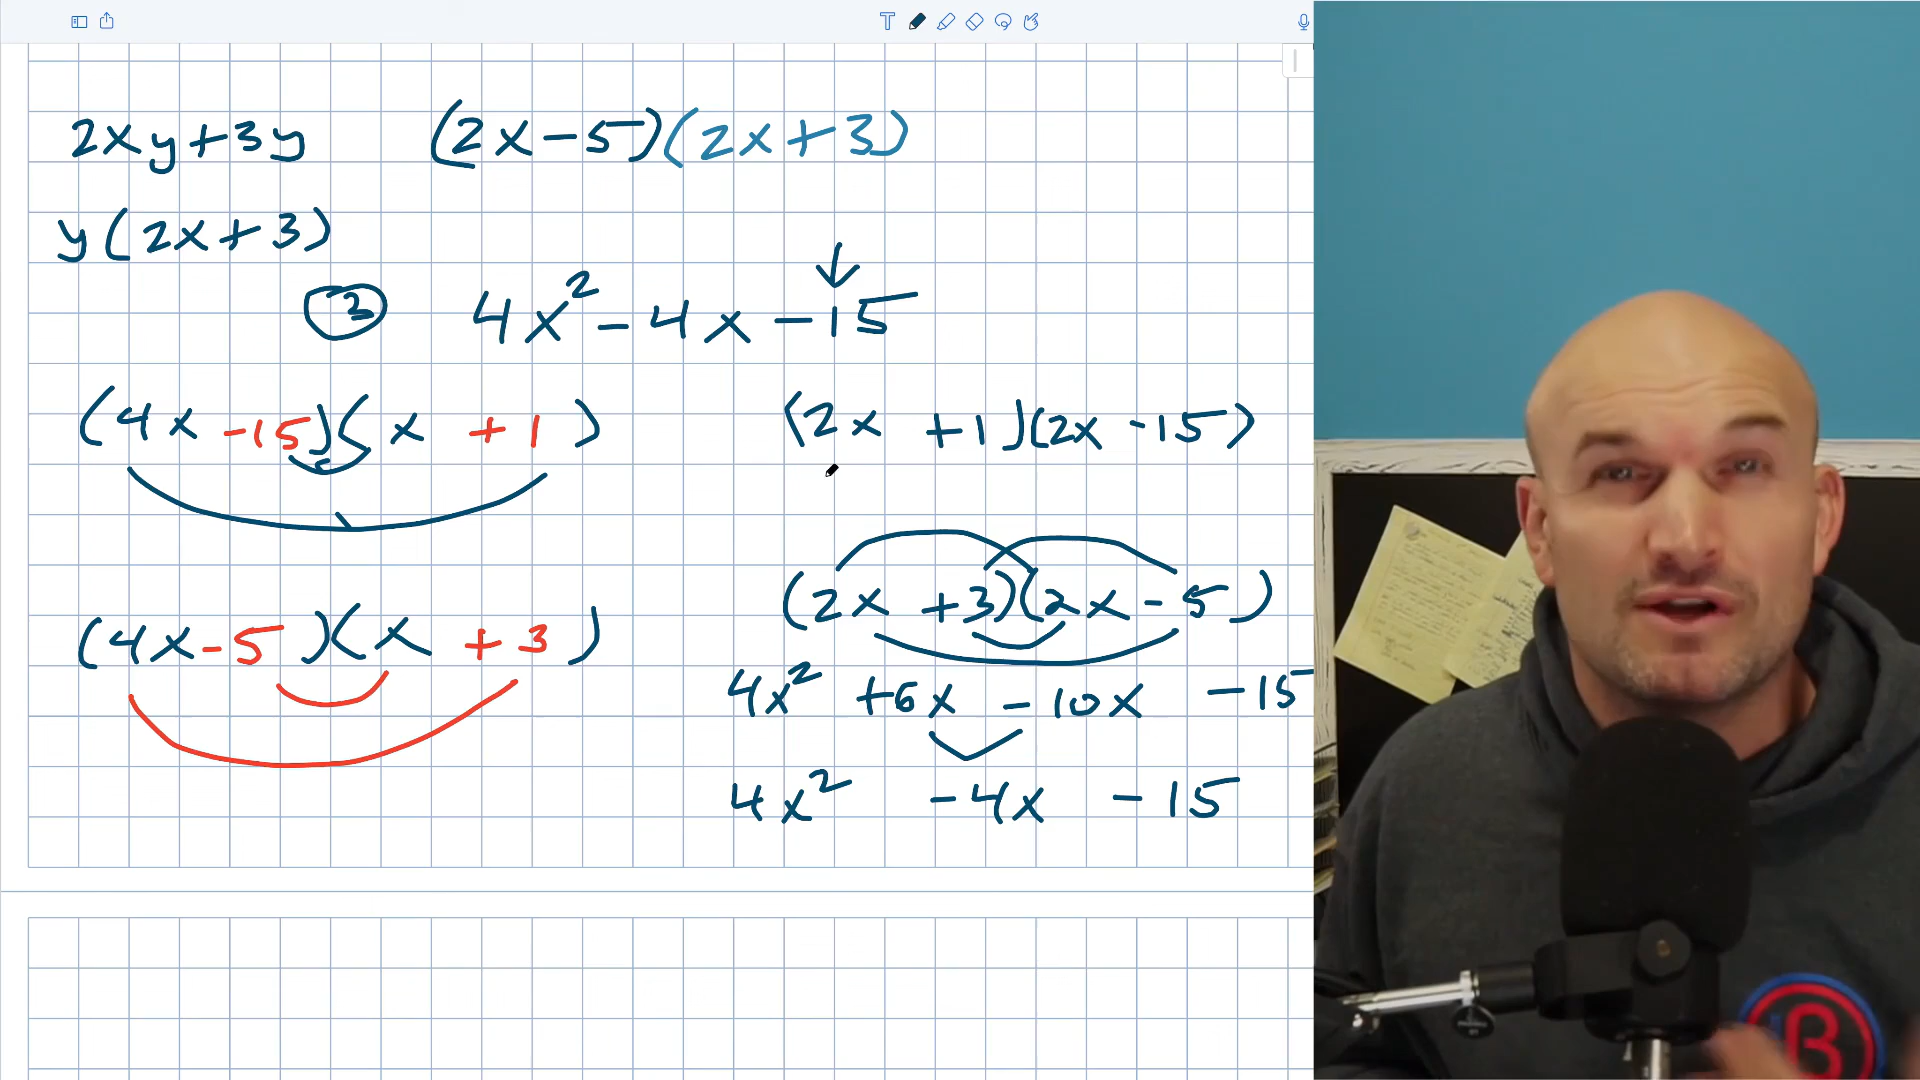 2xy+3y (2x-5)(2x+3)
y(2x+3)
3 4x²-4x-15
(4x-15)(x+1) (2x+1)(2x-15)
(2x+3)(2x-5)
(4x-5)(x+3)
4x²+6x-10x-15
4x²-4x-15
B